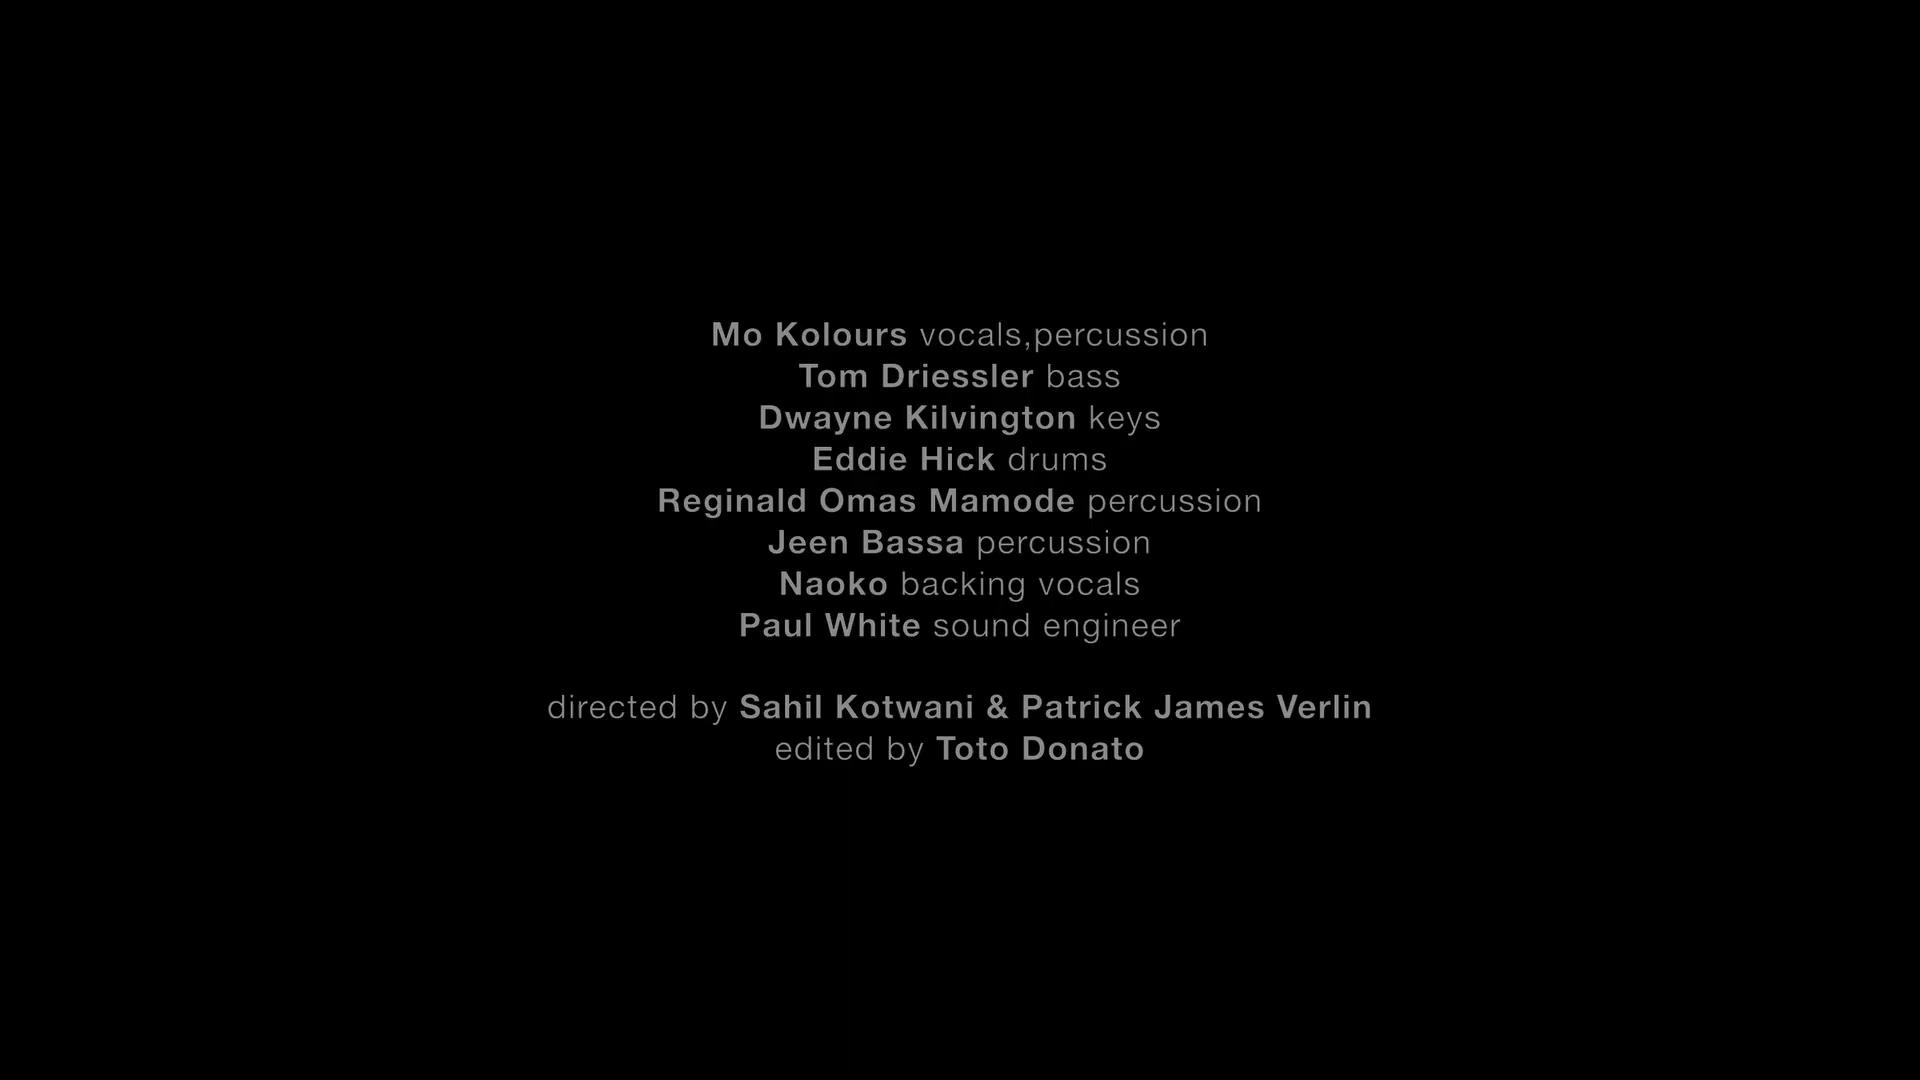 Mo Kolours vocals,percussion
Tom Driessler bass
Dwayne Kilvington keys
Eddie Hick drums
Reginald Omas Mamode percussion
Jeen Bassa percussion
Naoko backing vocals
Paul White sound engineer
directed by Sahil Kotwani & Patrick James Verlin
edited by Toto Donato